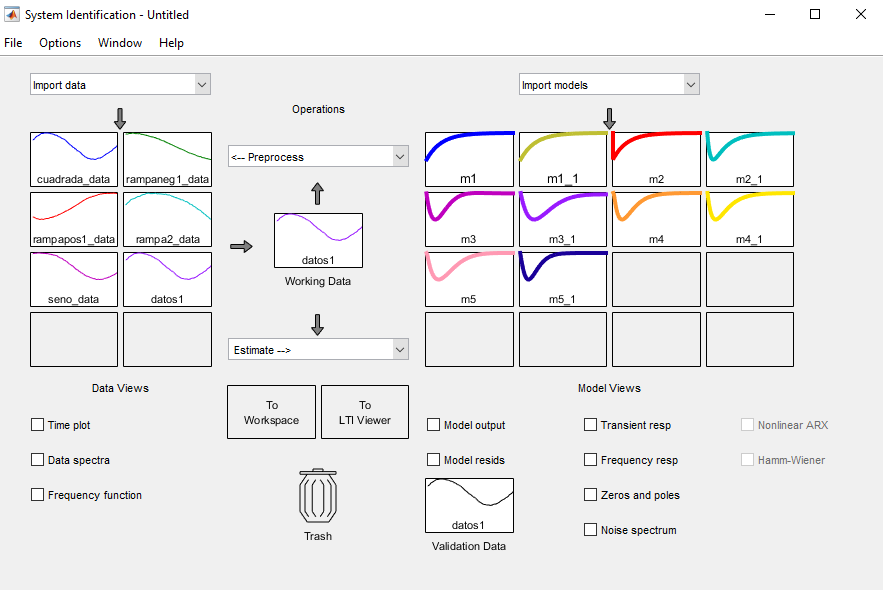 System Identification - Untitled
File Options Window Help
Import data
Import models
Operations
<-- Preprocess
cuadrada_data rampaneg1_data
m1 m1_1 m2 m2_1
rampapos1_data rampa2_data
m3 m3_1 m4 m4_1
datos1
Working Data
seno_data datos1
m5 m5_1
Estimate -->
Data Views
Model Views
To
Workspace
To
LTI Viewer
Time plot
Model output
Transient resp
Nonlinear ARX
Data spectra
Model resids
Frequency resp
Hamm-Wiener
Frequency function
Zeros and poles
datos1
Noise spectrum
Trash
Validation Data